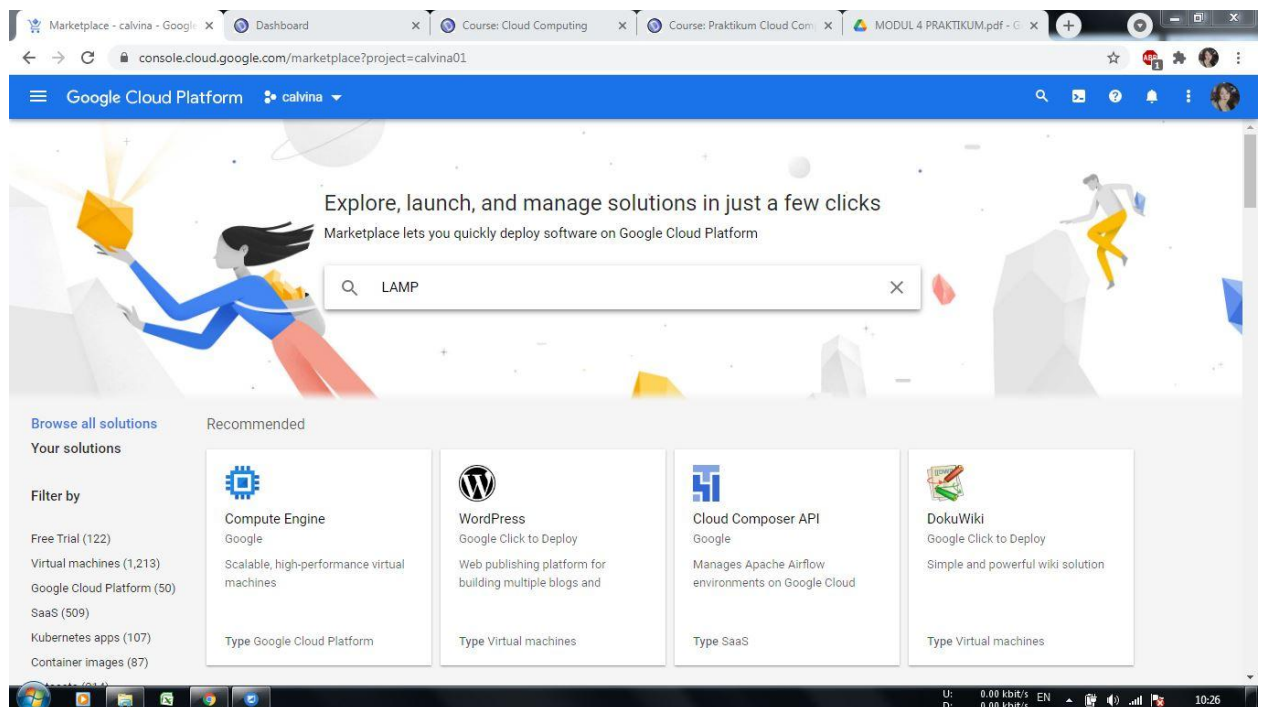 Marketplace - calvina - Google
Dashboard
Course: Cloud Computing
Course: Praktikum Cloud Com
MODUL 4 PRAKTIKUM.pdf - G
console.cloud.google.com/marketplace?project=calvina01
ABP
1
Google Cloud Platform
calvina
Explore, launch, and manage solutions in just a few clicks
Marketplace lets you quickly deploy software on Google Cloud Platform
LAMP
Browse all solutions
Your solutions
Filter by
Free Trial (122)
Virtual machines (1,213)
Google Cloud Platform (50)
SaaS (509)
Kubernetes apps (107)
Container images (87)
Recommended
Compute Engine
Google
Scalable, high-performance virtual
machines
Type Google Cloud Platform
WordPress
Google Click to Deploy
Web publishing platform for
building multiple blogs and
Type Virtual machines
Cloud Composer API
Google
Manages Apache Airflow
environments on Google Cloud
Type SaaS
DokuWiki
Google Click to Deploy
Simple and powerful wiki solution
Type Virtual machines
U: 0.00 kbit/s
D: 0.00 kbit/s
EN
10:26